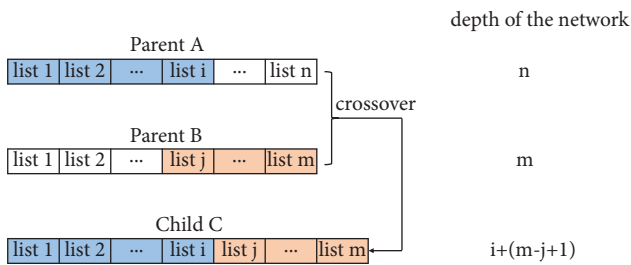 depth of the network
Parent A
list 1 list 2 ... list i ... list n n
crossover
Parent B
list 1 list 2 ... list j ... list m m
Child C
list 1 list 2 ... list i list j ... list m i+(m-j+1)